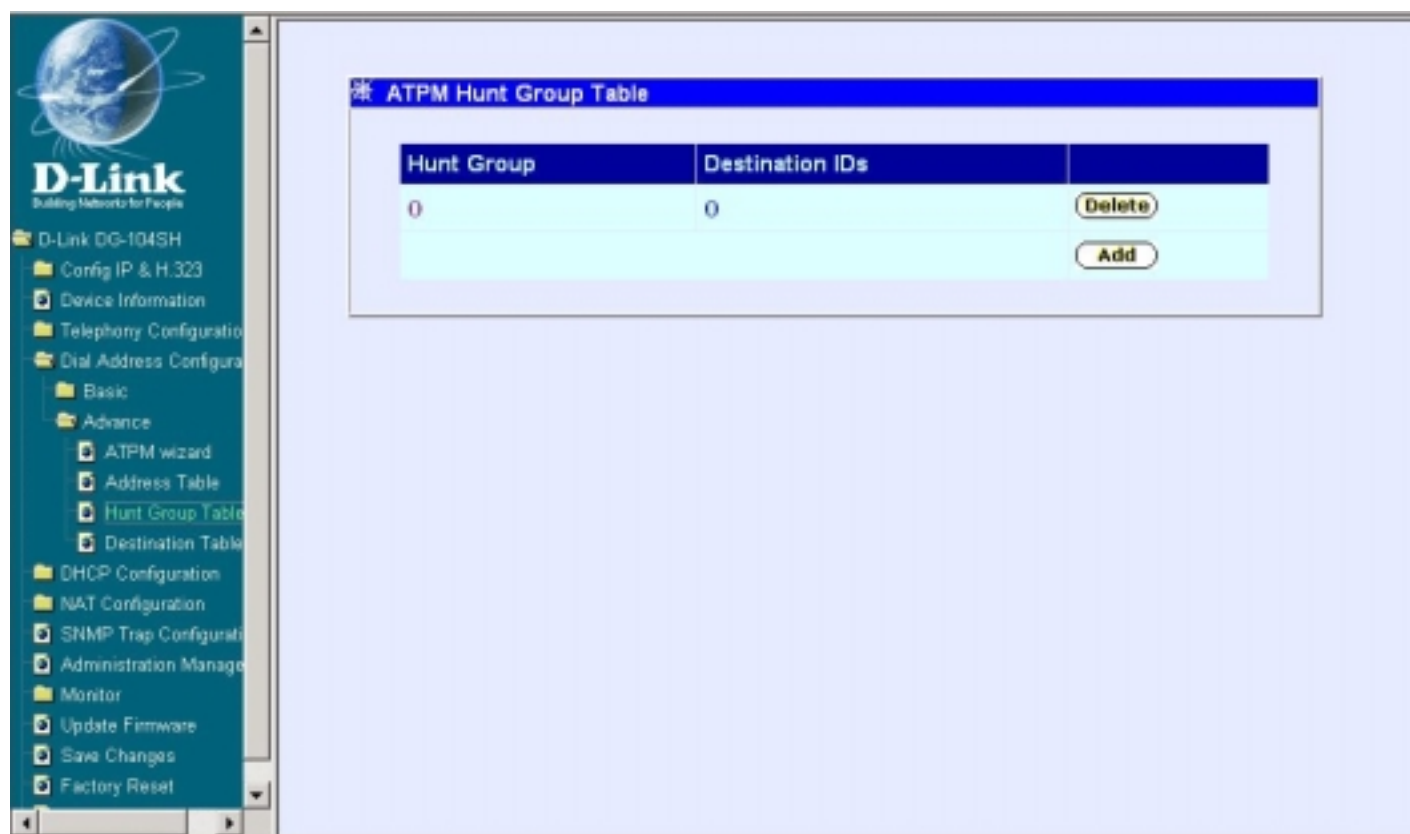 D-Link
Building Networks for People
D-Link DG-104SH
Config IP & H.323
Device Information
Telephony Configuratio
Dial Address Configura
Basic
Advance
ATPM wizard
Address Table
Hunt Group Table
Destination Table
DHCP Configuration
NAT Configuration
SNMP Trap Configurati
Administration Manage
Monitor
Update Firmware
Save Changes
Factory Reset
ATPM Hunt Group Table
Hunt Group Destination IDs
0 0 Delete
Add